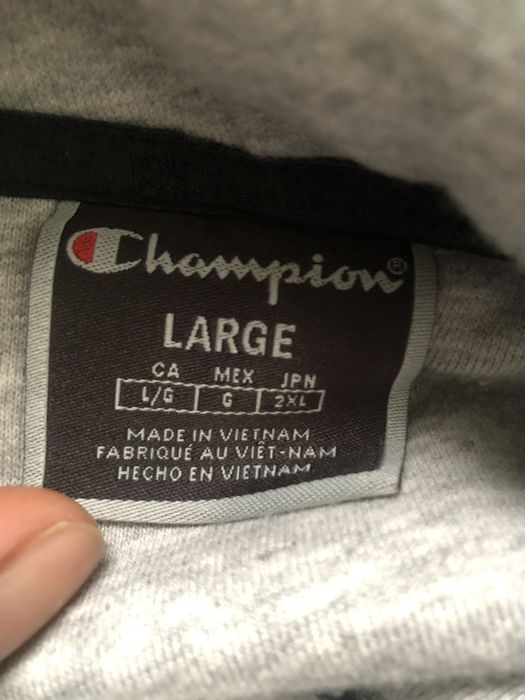 Champion®
LARGE
CA MEX JPN
L/G G 2XL
MADE IN VIETNAM
FABRIQUÉ AU VIÊT-NAM
HECHO EN VIETNAM